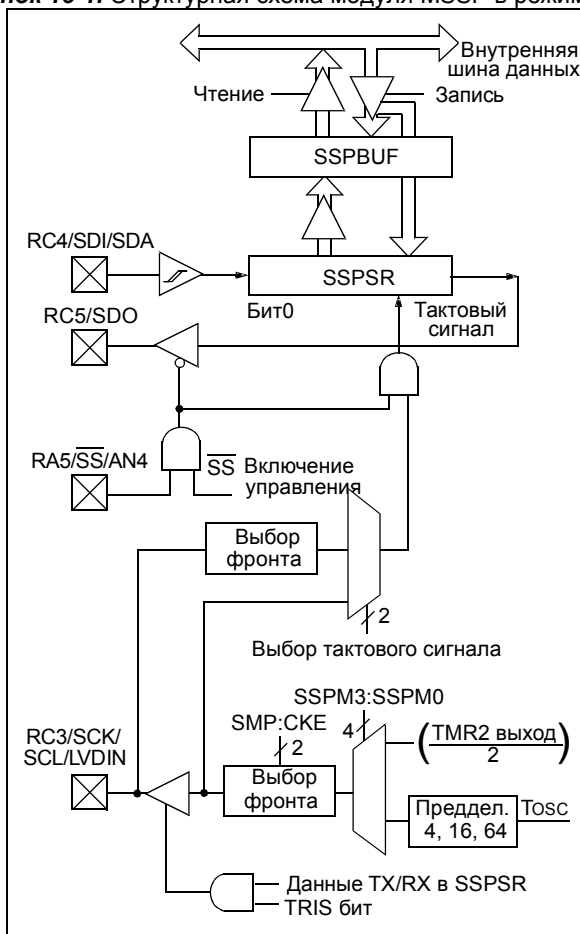 нок 15-1. Структурная схема модуля MSSP в режим
Внутренняя
шина данных
Чтение
Запись
SSPBUF
RC4/SDI/SDA
SSPSR
Бит0
Тактовый
сигнал
RC5/SDO
RA5/SS/AN4
SS Включение
управления
Выбор
фронта
2
Выбор тактового сигнала
SSPM3:SSPM0
SMP:CKE
4
2
(TMR2 выход
2)
RC3/SCK/
SCL/LVDIN
Выбор
фронта
Преддел.
4, 16, 64
TOSC
Данные TX/RX в SSPSR
TRIS бит